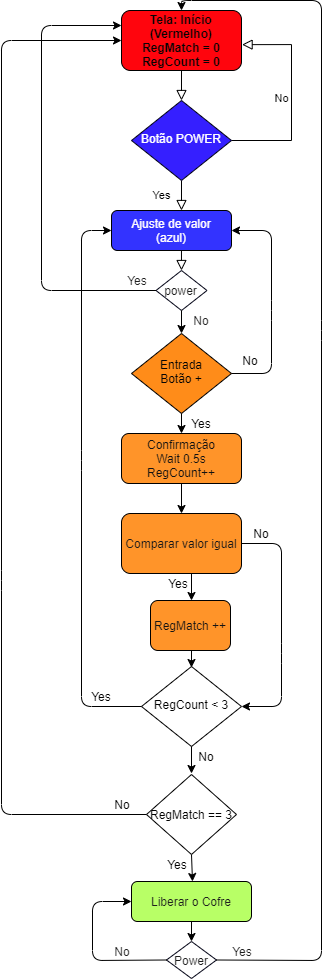 Tela: Início
(Vermelho)
RegMatch = 0
RegCount = 0
No
Botão POWER
Yes
Ajuste de valor
(azul)
Yes
power
No
Entrada
Botão +
No
Yes
Confirmação
Wait 0.5s
RegCount++
Comparar valor igual
No
Yes
RegMatch ++
Yes
RegCount < 3
No
No
RegMatch == 3
Yes
Liberar o Cofre
No
Power
Yes